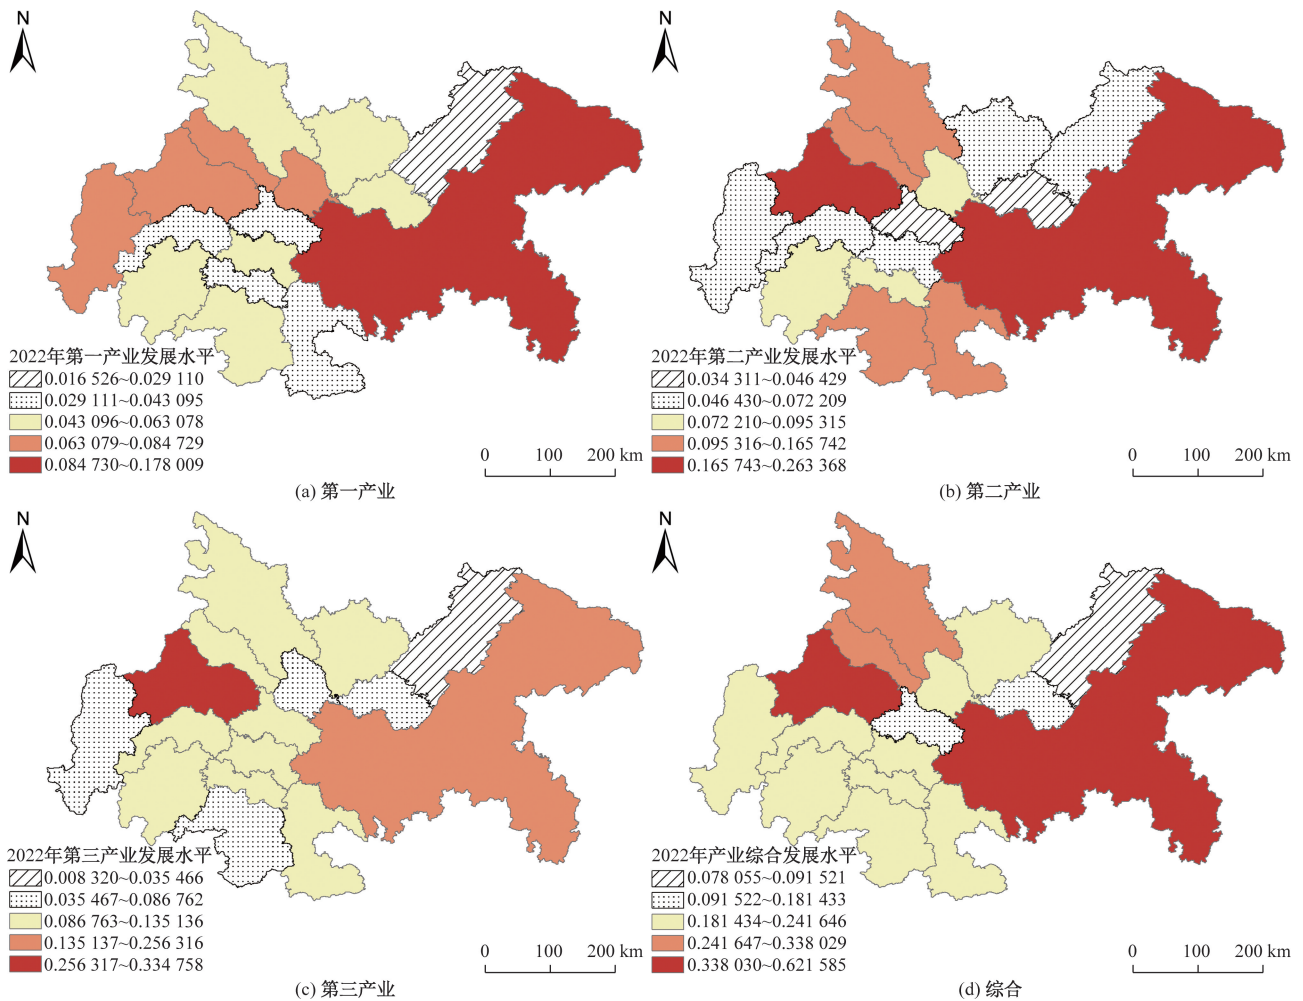 N
2022年第一产业发展水平
0.016 526~0.029 110
0.029 111~0.043 095
0.043 096~0.063 078
0.063 079~0.084 729
0.084 730~0.178 009
0 100 200 km
(a) 第一产业
N
2022年第二产业发展水平
0.034 311~0.046 429
0.046 430~0.072 209
0.072 210~0.095 315
0.095 316~0.165 742
0.165 743~0.263 368
0 100 200 km
(b) 第二产业
N
2022年第三产业发展水平
0.008 320~0.035 466
0.035 467~0.086 762
0.086 763~0.135 136
0.135 137~0.256 316
0.256 317~0.334 758
0 100 200 km
(c) 第三产业
N
2022年产业综合发展水平
0.078 055~0.091 521
0.091 522~0.181 433
0.181 434~0.241 646
0.241 647~0.338 029
0.338 030~0.621 585
0 100 200 km
(d) 综合